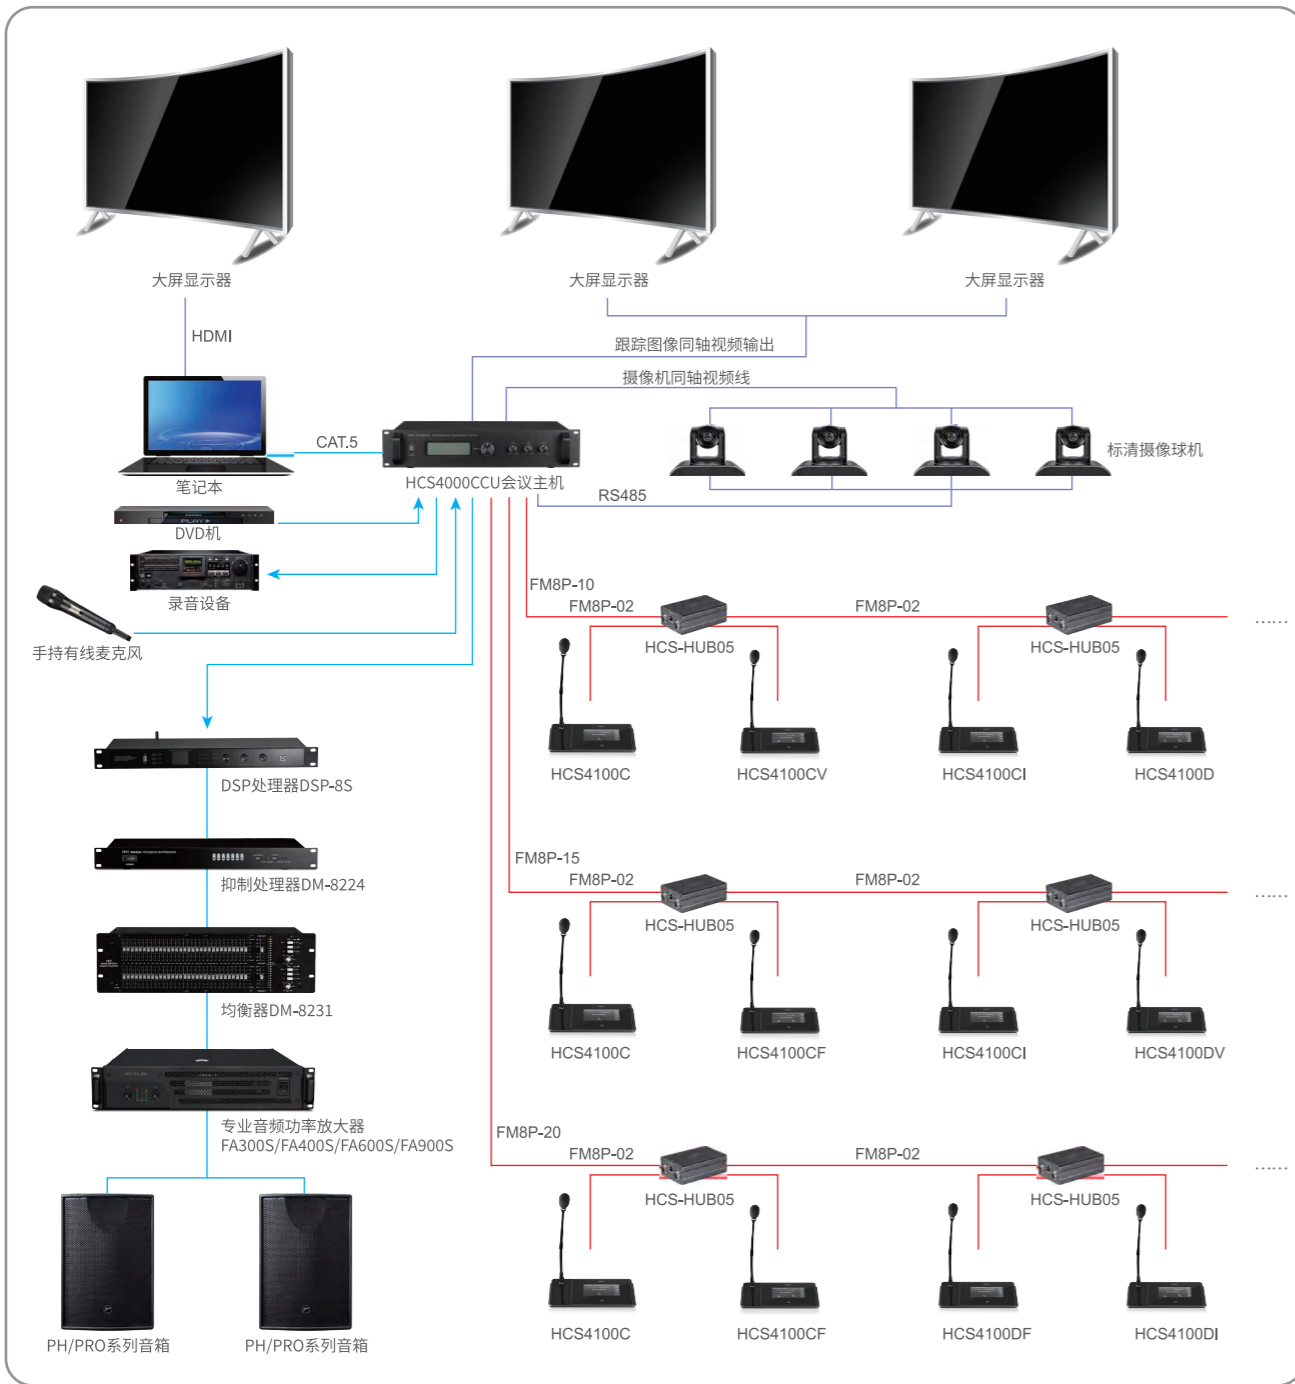 大屏显示器
大屏显示器
大屏显示器
HDMI
跟踪图像同轴视频输出
摄像机同轴视频线
CAT.5
标清摄像球机
笔记本
HCS4000CCU会议主机
RS485
PLAY
DVD机
录音设备
手持有线麦克风
FM8P-10
FM8P-02
FM8P-02
......
HCS-HUB05
HCS-HUB05
HCS4100C
HCS4100CV
HCS4100CI
HCS4100D
DSP处理器DSP-8S
FM8P-15
FM8P-02
FM8P-02
......
抑制处理器DM-8224
HCS-HUB05
HCS-HUB05
均衡器DM-8231
HCS4100C
HCS4100CF
HCS4100CI
HCS4100DV
专业音频功率放大器
FA300S/FA400S/FA600S/FA900S
FM8P-20
FM8P-02
FM8P-02
......
HCS-HUB05
HCS-HUB05
PH/PRO系列音箱
PH/PRO系列音箱
HCS4100C
HCS4100CF
HCS4100DF
HCS4100DI